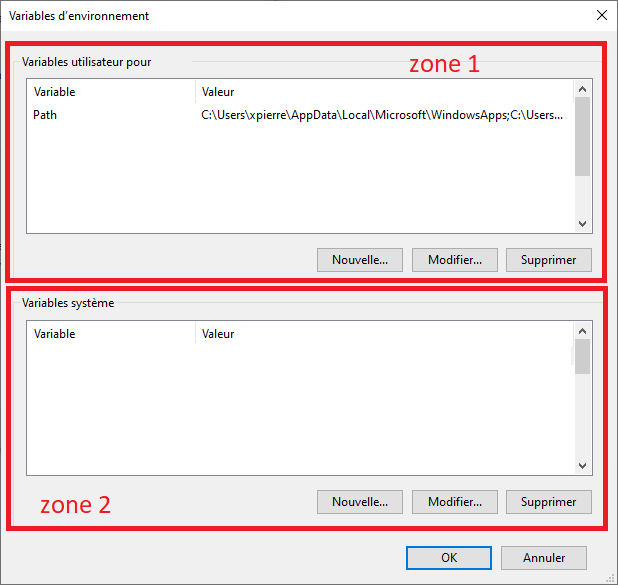 Variables d'environnement
Variables utilisateur pour
zone 1
Variable Valeur
Path C:\Users\xpierre\AppData\Local\Microsoft\WindowsApps;C:\Users...
Nouvelle... Modifier... Supprimer
Variables système
Variable Valeur
zone 2
Nouvelle... Modifier... Supprimer
OK Annuler